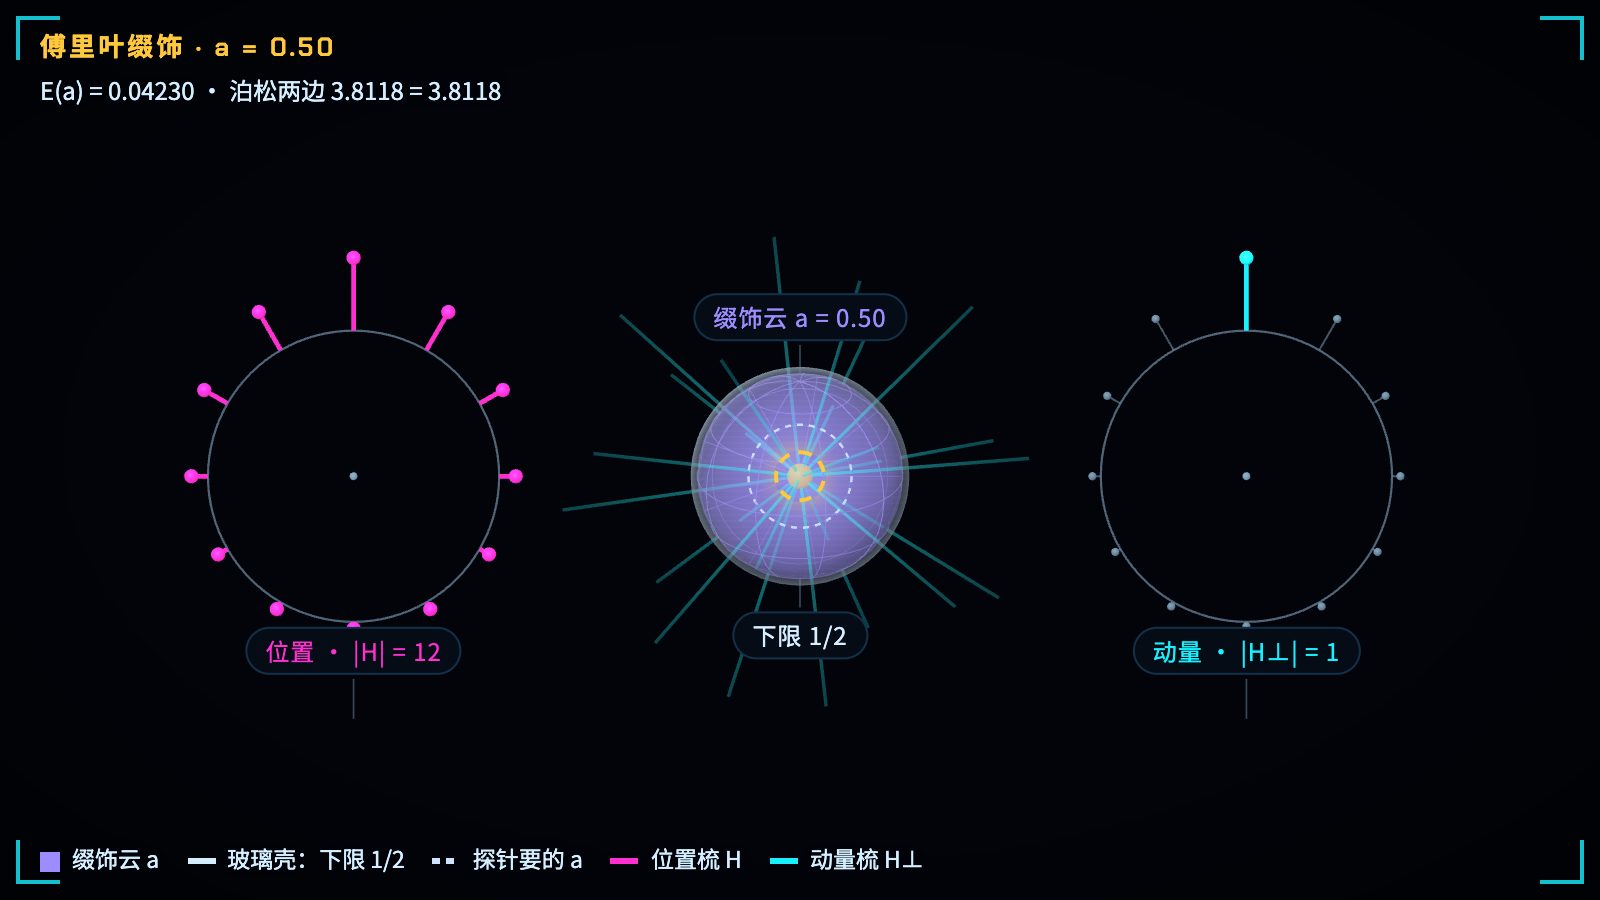 傅里叶缀饰 · a = 0.50
E(a) = 0.04230 · 泊松两边 3.8118 = 3.8118
缀饰云 a = 0.50
下限 1/2
位置 · |H| = 12
动量 · |H⊥| = 1
缀饰云 a
玻璃壳：下限 1/2
探针要的 a
位置梳 H
动量梳 H⊥